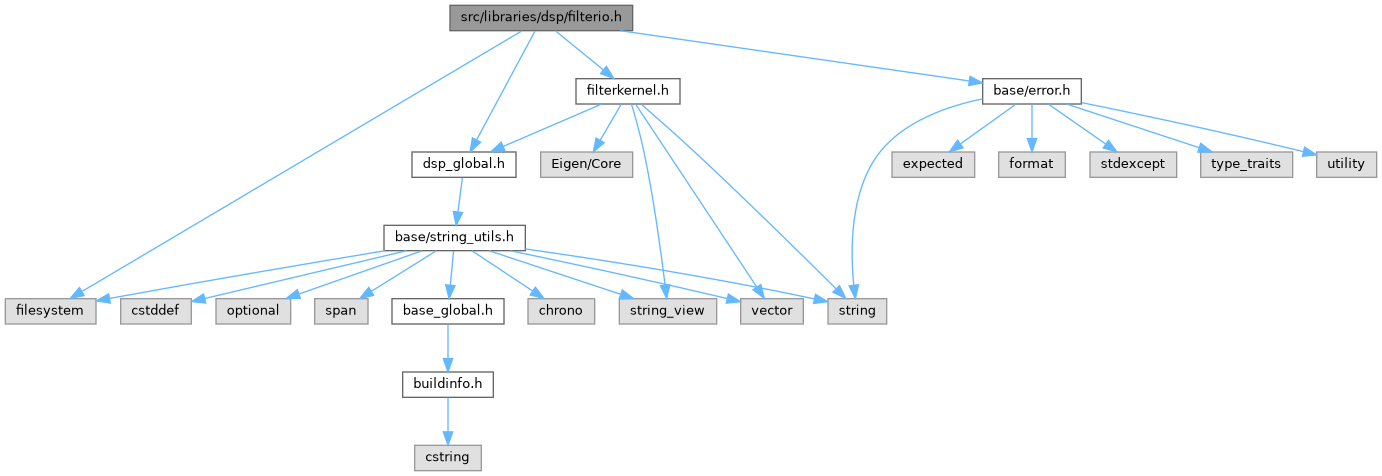 src/libraries/dsp/filterio.h
filterkernel.h
base/error.h
dsp_global.h
Eigen/Core
expected
format
stdexcept
type_traits
utility
base/string_utils.h
filesystem
cstddef
optional
span
base_global.h
chrono
string_view
vector
string
buildinfo.h
cstring